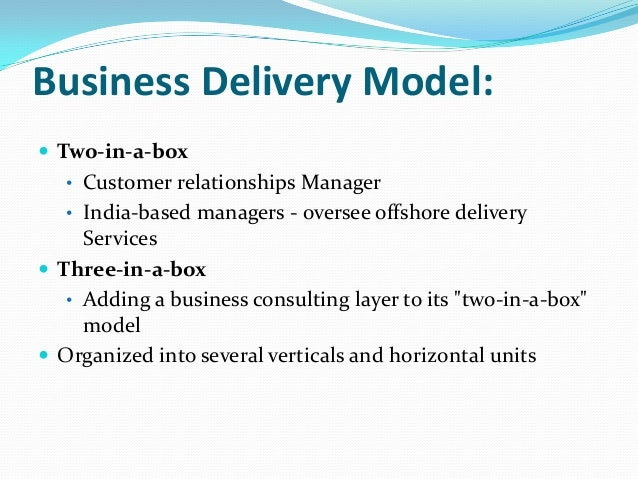 Business Delivery Model:
• Two-in-a-box
• Customer relationships Manager
• India-based managers - oversee offshore delivery
Services
• Three-in-a-box
• Adding a business consulting layer to its "two-in-a-box"
model
• Organized into several verticals and horizontal units